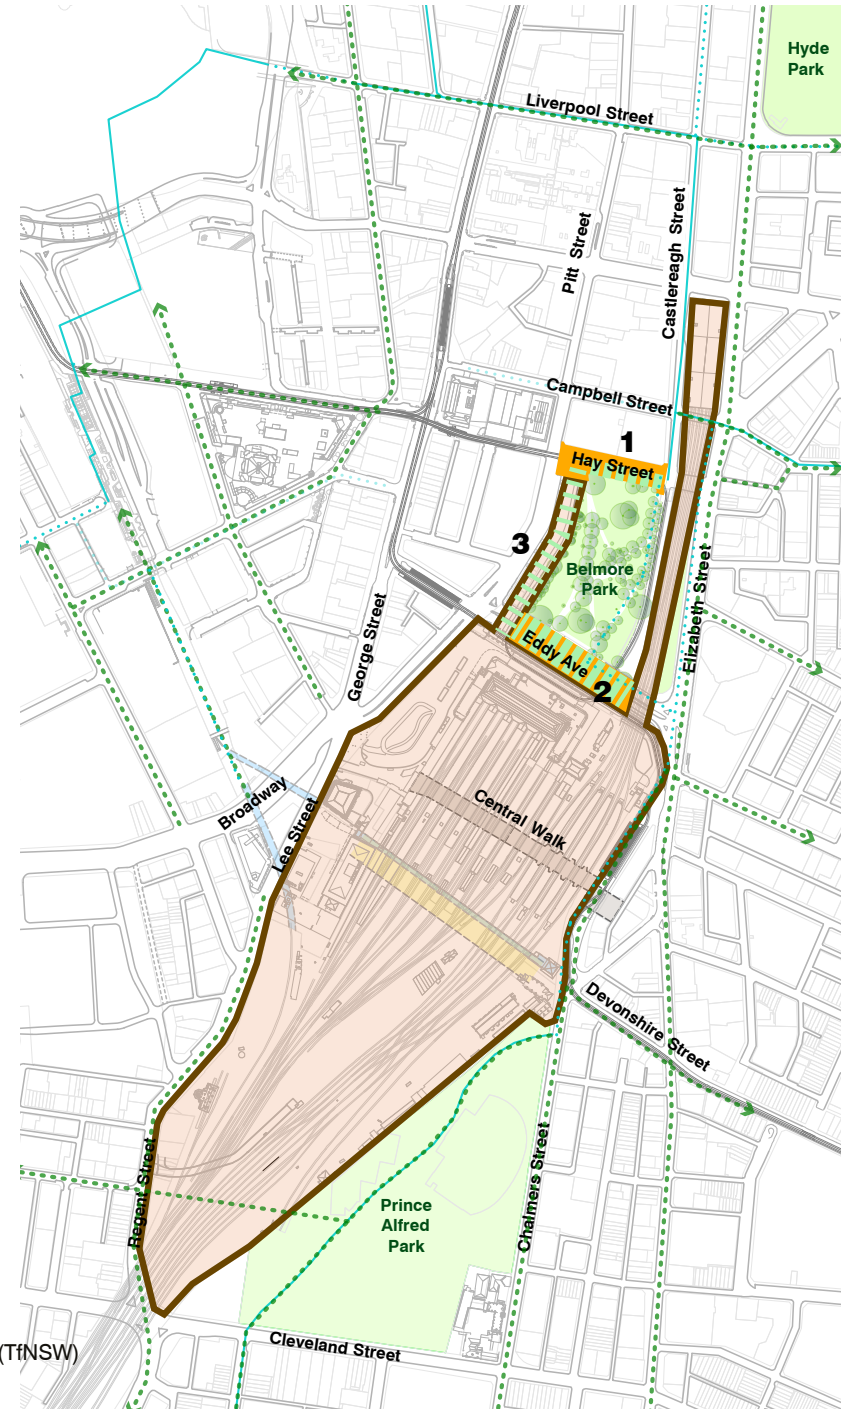 Hyde
Park
Liverpool Street
Castlereagh Street
Pitt Street
Campbell Street
1
Hay Street
3
Belmore
Park
Elizabeth Street
George Street
Eddy Ave
2
Central Walk
Broadway
Lee Street
Devonshire Street
Regent Street
Chalmers Street
Prince
Alfred
Park
Cleveland Street
(TfNSW)